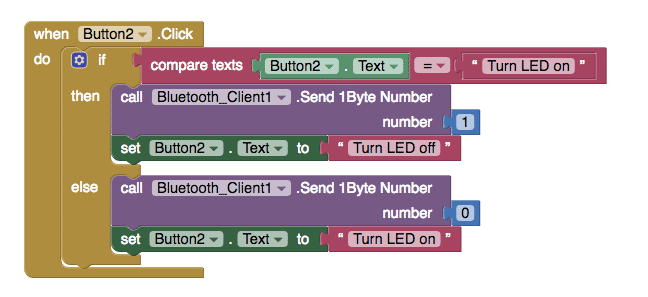 when Button2 .Click
do if compare texts Button2 . Text = “ Turn LED on ”
then call Bluetooth_Client1 .Send 1Byte Number
number 1
set Button2 . Text to “ Turn LED off ”
else call Bluetooth_Client1 .Send 1Byte Number
number 0
set Button2 . Text to “ Turn LED on ”